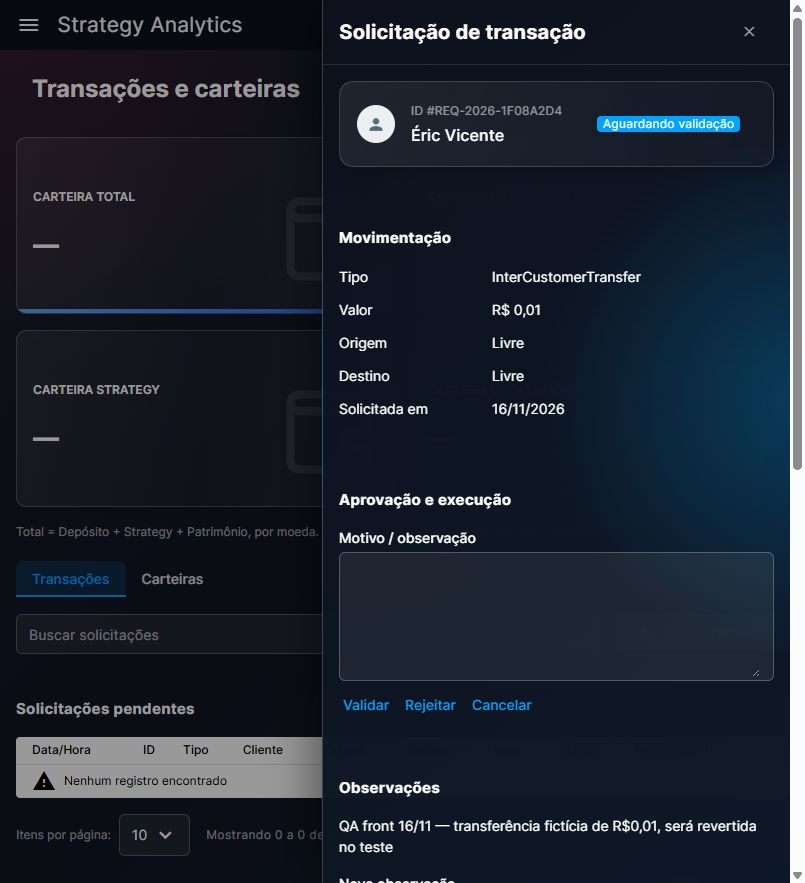 Strategy Analytics
Transações e carteiras
CARTEIRA TOTAL
—
CARTEIRA STRATEGY
—
Total = Depósito + Strategy + Patrimônio, por moeda.
Transações
Carteiras
Buscar solicitações
Solicitações pendentes
Data/Hora ID Tipo Cliente
Nenhum registro encontrado
Itens por página: 10 Mostrando 0 a 0 de
Solicitação de transação
ID #REQ-2026-1F08A2D4
Éric Vicente
Aguardando validação
Movimentação
Tipo InterCustomerTransfer
Valor R$ 0,01
Origem Livre
Destino Livre
Solicitada em 16/11/2026
Aprovação e execução
Motivo / observação
Validar Rejeitar Cancelar
Observações
QA front 16/11 — transferência fictícia de R$0,01, será revertida
no teste
Nova observação